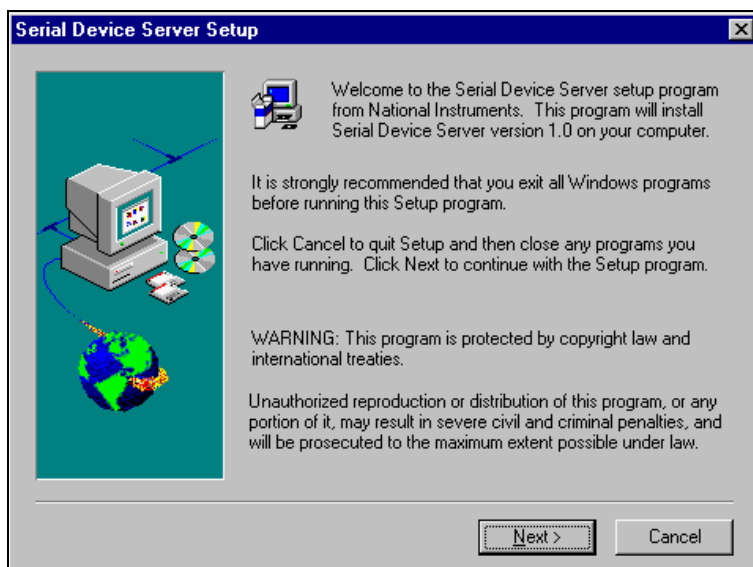 Serial Device Server Setup
Welcome to the Serial Device Server setup program
from National Instruments. This program will install
Serial Device Server version 1.0 on your computer.
It is strongly recommended that you exit all Windows programs
before running this Setup program.
Click Cancel to quit Setup and then close any programs you
have running. Click Next to continue with the Setup program.
WARNING: This program is protected by copyright law and
international treaties.
Unauthorized reproduction or distribution of this program, or any
portion of it, may result in severe civil and criminal penalties, and
will be prosecuted to the maximum extent possible under law.
Next >
Cancel